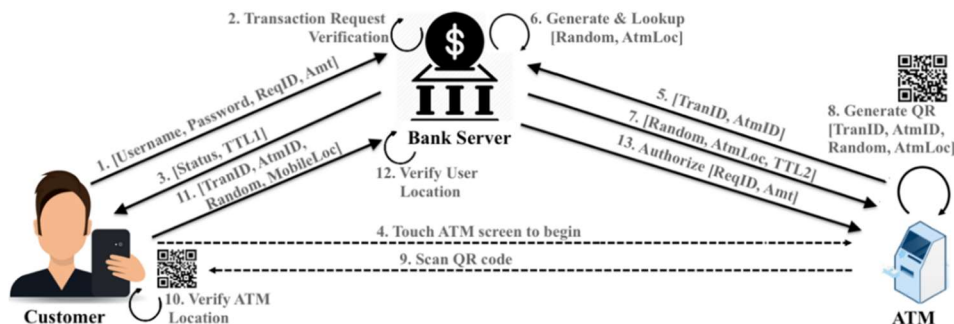 2. Transaction Request
Verification
6. Generate & Lookup
[Random, AtmLoc]
$
Bank Server
1. [Username, Password, ReqID, Amt]
3. [Status, TTL1]
11. [TranID, AtmID,
Random, MobileLoc]
12. Verify User
Location
5. [TranID, AtmID]
7. [Random, AtmLoc, TTL2]
13. Authorize [ReqID, Amt]
8. Generate QR
[TranID, AtmID,
Random, AtmLoc]
4. Touch ATM screen to begin
9. Scan QR code
10. Verify ATM
Location
Customer
ATM